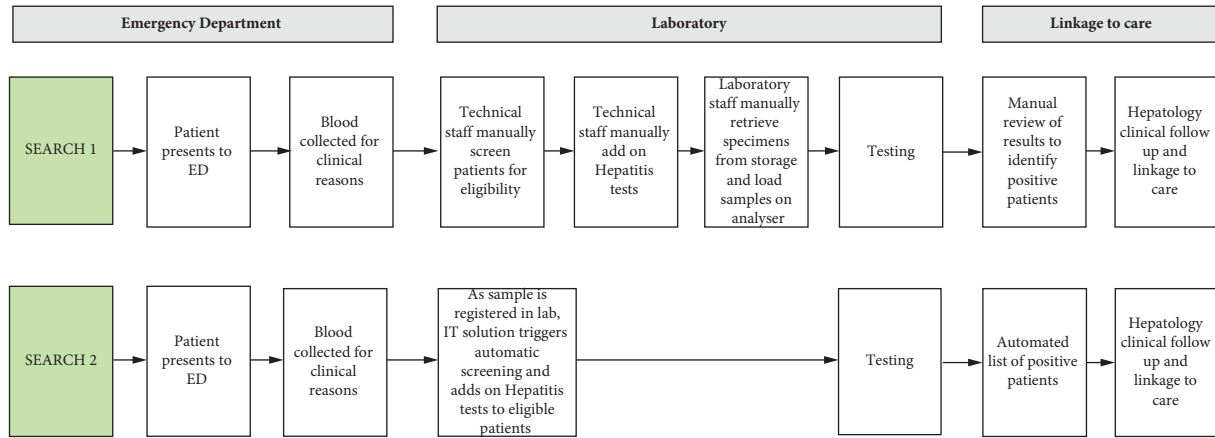 Emergency Department
Laboratory
Linkage to care
SEARCH 1
Patient
presents to
ED
Blood
collected for
clinical
reasons
Technical
staff manually
screen
patients for
eligibility
Technical
staff manually
add on
Hepatitis
tests
Laboratory
staff manually
retrieve
specimens
from storage
and load
samples on
analyser
Testing
Manual
review of
results to
identify
positive
patients
Hepatology
clinical follow
up and
linkage to
care
SEARCH 2
Patient
presents to
ED
Blood
collected for
clinical
reasons
As sample is
registered in lab,
IT solution triggers
automatic
screening and
adds on Hepatitis
tests to eligible
patients
Testing
Automated
list of positive
patients
Hepatology
clinical follow
up and
linkage to
care